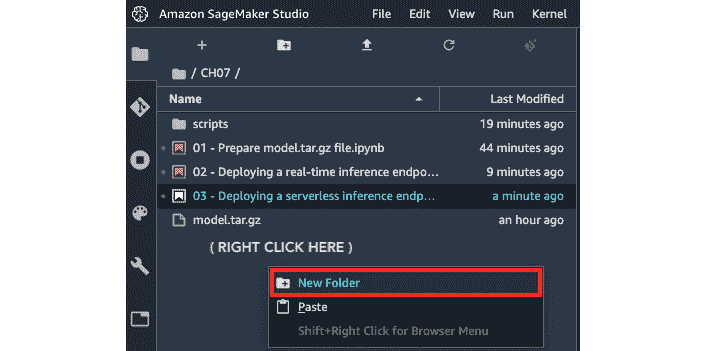 Amazon SageMaker Studio File Edit View Run Kernel
/ CH07 /
Name Last Modified
scripts 19 minutes ago
01 - Prepare model.tar.gz file.ipynb 44 minutes ago
02 - Deploying a real-time inference endpo... 9 minutes ago
03 - Deploying a serverless inference endp... a minute ago
model.tar.gz an hour ago
( RIGHT CLICK HERE )
New Folder
Paste
Shift+Right Click for Browser Menu